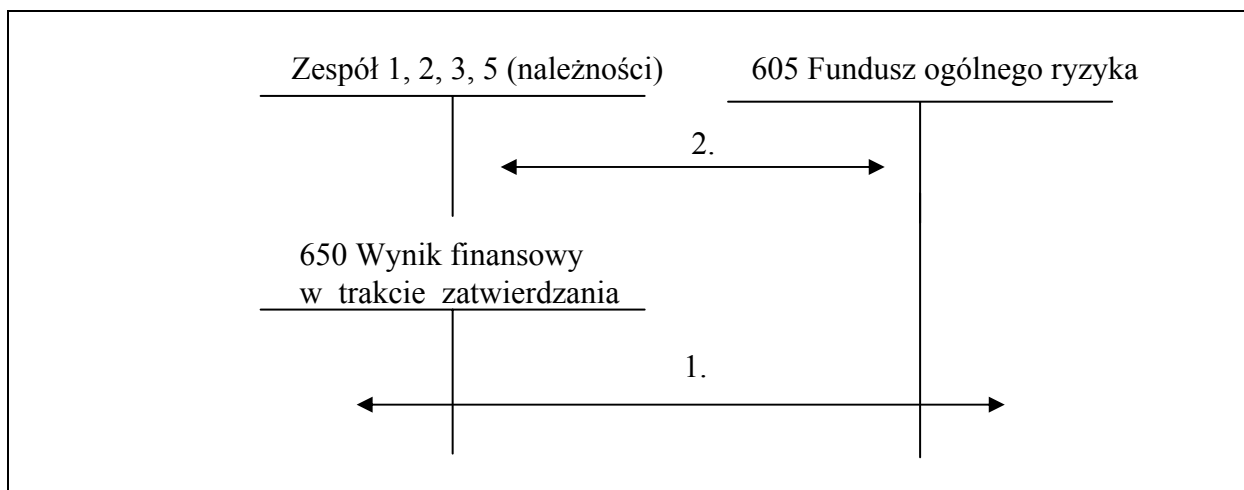 Zespół 1, 2, 3, 5 (należności)
605 Fundusz ogólnego ryzyka
2.
650 Wynik finansowy
w trakcie zatwierdzania
1.